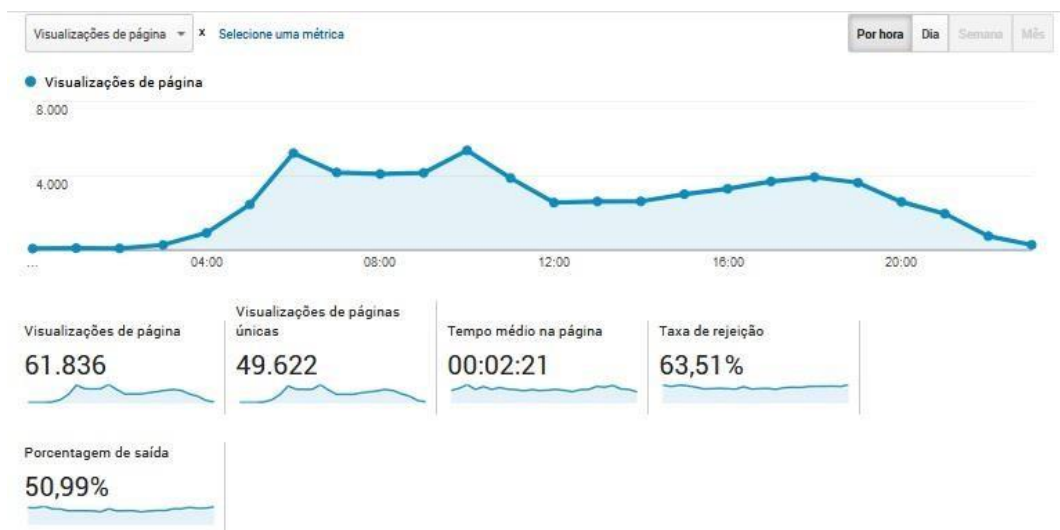 Visualizações de página x Selecione uma métrica Por hora Dia Semana Mês
Visualizações de página
8.000
4.000
... 04:00 08:00 12:00 16:00 20:00
Visualizações de página
61.836
Visualizações de páginas
únicas
49.622
Tempo médio na página
00:02:21
Taxa de rejeição
63,51%
Porcentagem de saída
50,99%